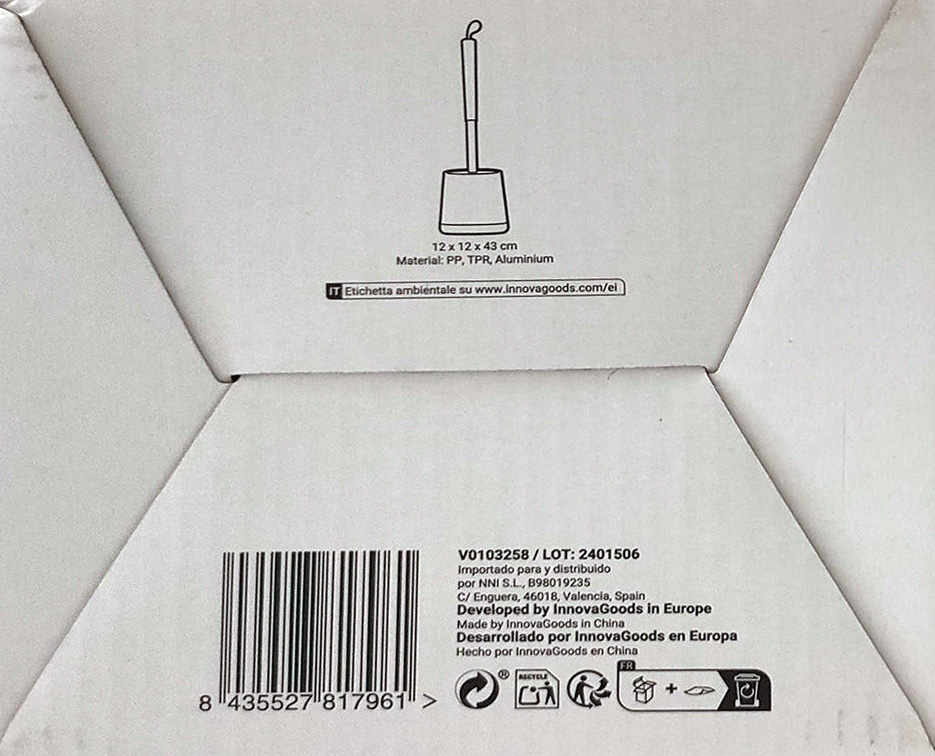 12 x 12 x 43 cm
Material: PP, TPR, Aluminium
IT Etichetta ambientale su www.innovagoods.com/ei
V0103258 / LOT: 2401506
Importado para y distribuido
por NNI S.L., B98019235
C/ Enguera, 46018, Valencia, Spain
Developed by InnovaGoods in Europe
Made by InnovaGoods in China
Desarrollado por InnovaGoods en Europa
Hecho por InnovaGoods en China
FR
® RECYCLE +
8 435527 817961 >